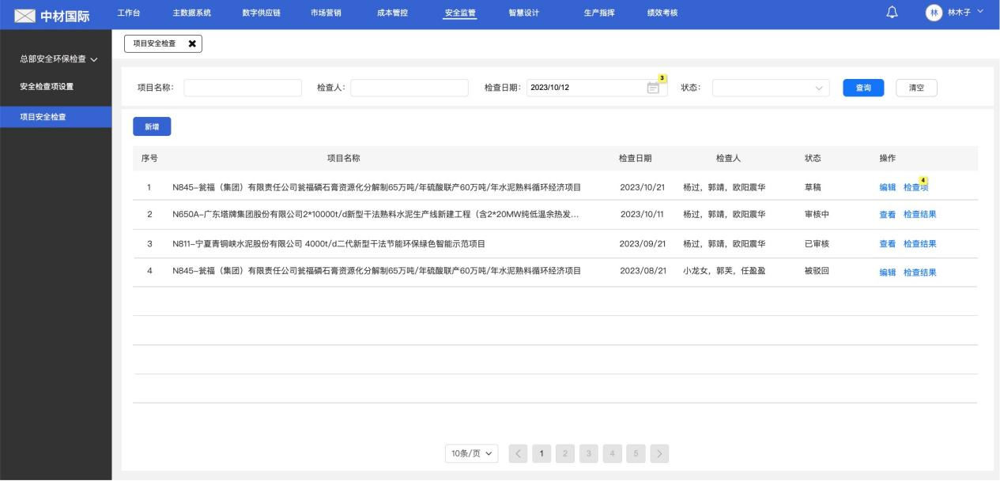 中材国际 工作台 主数据系统 数字供应链 市场营销 成本管控 安全监管 智慧设计 生产指挥 绩效考核 林 林木子
项目安全检查
总部安全环保检查
安全检查项设置
项目安全检查
项目名称： 检查人： 检查日期： 2023/10/12 3 状态： 查询 清空
新增
序号 项目名称 检查日期 检查人 状态 操作
1 N845-瓮福（集团）有限责任公司瓮福磷石膏资源化分解制65万吨/年硫酸联产60万吨/年水泥熟料循环经济项目 2023/10/21 杨过，郭靖，欧阳震华 草稿 编辑 检查项 4
2 N650A-广东塔牌集团股份有限公司2*10000t/d新型干法熟料水泥生产线新建工程（含2*20MW纯低温余热发... 2023/10/11 杨过，郭靖，欧阳震华 审核中 查看 检查结果
3 N811-宁夏青铜峡水泥股份有限公司 4000t/d二代新型干法节能环保绿色智能示范项目 2023/09/21 杨过，郭靖，欧阳震华 已审核 查看 检查结果
4 N845-瓮福（集团）有限责任公司瓮福磷石膏资源化分解制65万吨/年硫酸联产60万吨/年水泥熟料循环经济项目 2023/08/21 小龙女，郭芙，任盈盈 被驳回 编辑 检查结果
10条/页 1 2 3 4 5